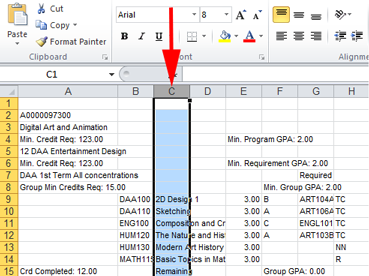 Cut
Copy
Paste
Format Painter
Arial 8
B I U A
Clipboard Font Alignment
C1 fx
A B C D E F G H
1
2 A0000097300
3 Digital Art and Animation
4 Min. Credit Req: 123.00 Min. Program GPA: 2.00
5 12 DAA Entertainment Design
6 Min. Credit Req: 123.00 Min. Requirement GPA: 2.00
7 DAA 1st Term All concentrations Required
8 Group Min Credits Req: 15.00 Min. Group GPA: 2.00
9 DAA100 2D Design 1 3.00 B ART104A TC
10 DAA110 Sketching 3.00 A ART104A TC
11 ENG100 Composition and Cr 3.00 C ENGL101 TC
12 HUM120 The Nature and His 3.00 A ART103B TC
13 HUM130 Modern Art History 3.00 NN
14 MATH115 Basic Topics in Mat 3.00 R
15 Crd Completed: 12.00 Remaining Group GPA: 0.00